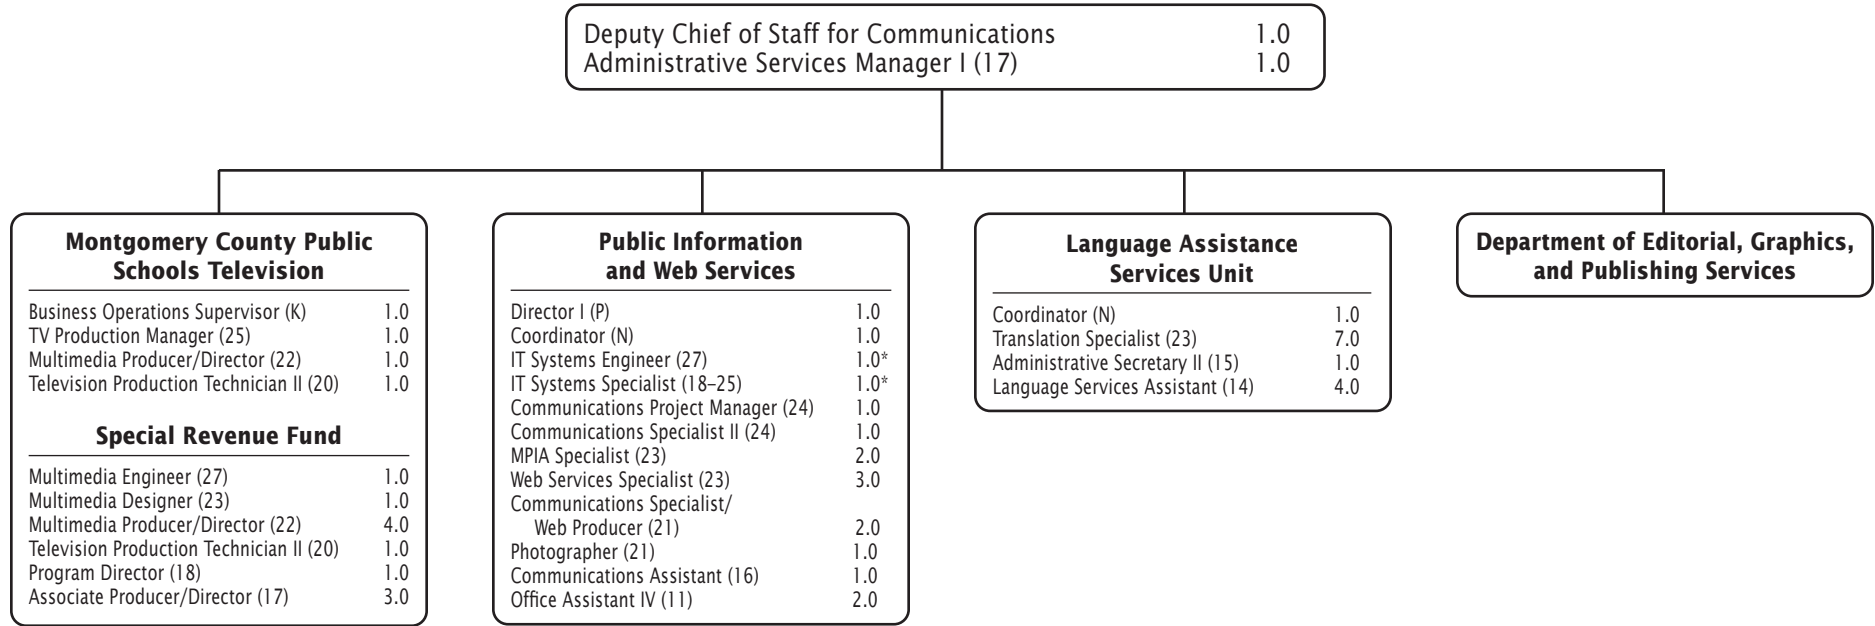 Deputy Chief of Staff for Communications 1.0
Administrative Services Manager I (17) 1.0
Montgomery County Public
Schools Television
Business Operations Supervisor (K) 1.0
TV Production Manager (25) 1.0
Multimedia Producer/Director (22) 1.0
Television Production Technician II (20) 1.0
Special Revenue Fund
Multimedia Engineer (27) 1.0
Multimedia Designer (23) 1.0
Multimedia Producer/Director (22) 4.0
Television Production Technician II (20) 1.0
Program Director (18) 1.0
Associate Producer/Director (17) 3.0
Public Information
and Web Services
Director I (P) 1.0
Coordinator (N) 1.0
IT Systems Engineer (27) 1.0*
IT Systems Specialist (18–25) 1.0*
Communications Project Manager (24) 1.0
Communications Specialist II (24) 1.0
MPIA Specialist (23) 2.0
Web Services Specialist (23) 3.0
Communications Specialist/
Web Producer (21) 2.0
Photographer (21) 1.0
Communications Assistant (16) 1.0
Office Assistant IV (11) 2.0
Language Assistance
Services Unit
Coordinator (N) 1.0
Translation Specialist (23) 7.0
Administrative Secretary II (15) 1.0
Language Services Assistant (14) 4.0
Department of Editorial, Graphics,
and Publishing Services